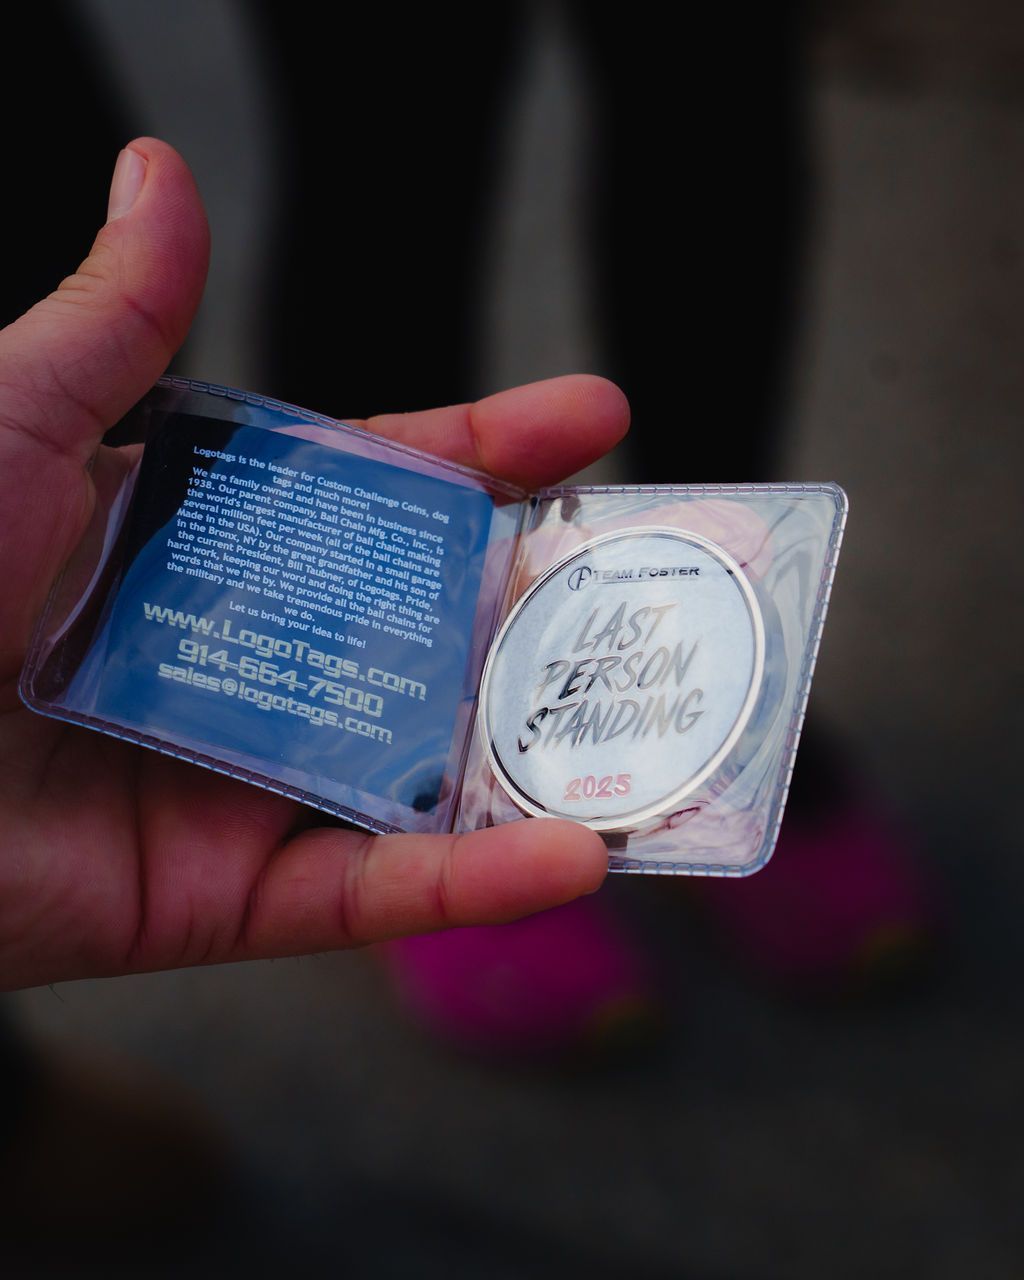 Logotags is the leader for Custom Challenge Coins, dog
tags and much more!
We are family owned and have been in business since
1938. Our parent company, Ball Chain Mfg. Co., Inc., is
the world's largest manufacturer of ball chains making
several million feet per week (all of the ball chains are
Made in the USA). Our company started in a small garage
in the Bronx, NY by the great grandfather and his son of
the current President, Bill Taubner, of Logotags. Pride,
hard work, keeping our word and doing the right thing are
words that we live by. We provide all the ball chains for
the military and we take tremendous pride in everything
we do.
Let us bring your idea to life!
www.LogoTags.com
914-664-7500
sales@logotags.com
TEAM FOSTER
LAST
PERSON
STANDING
2025